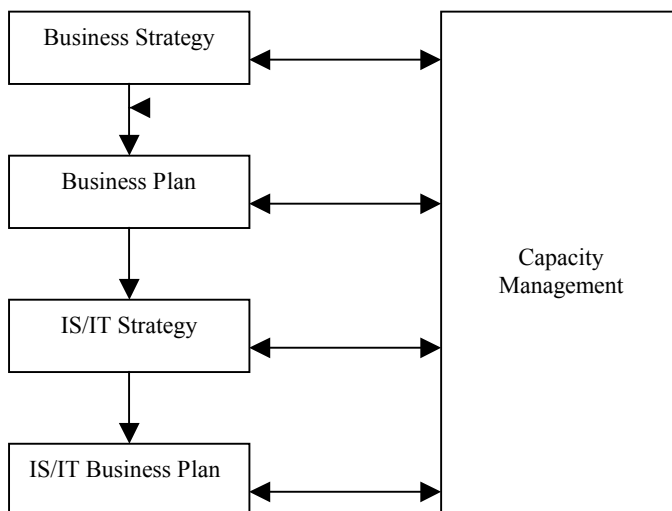 Business Strategy
Business Plan
IS/IT Strategy
IS/IT Business Plan
Capacity
Management